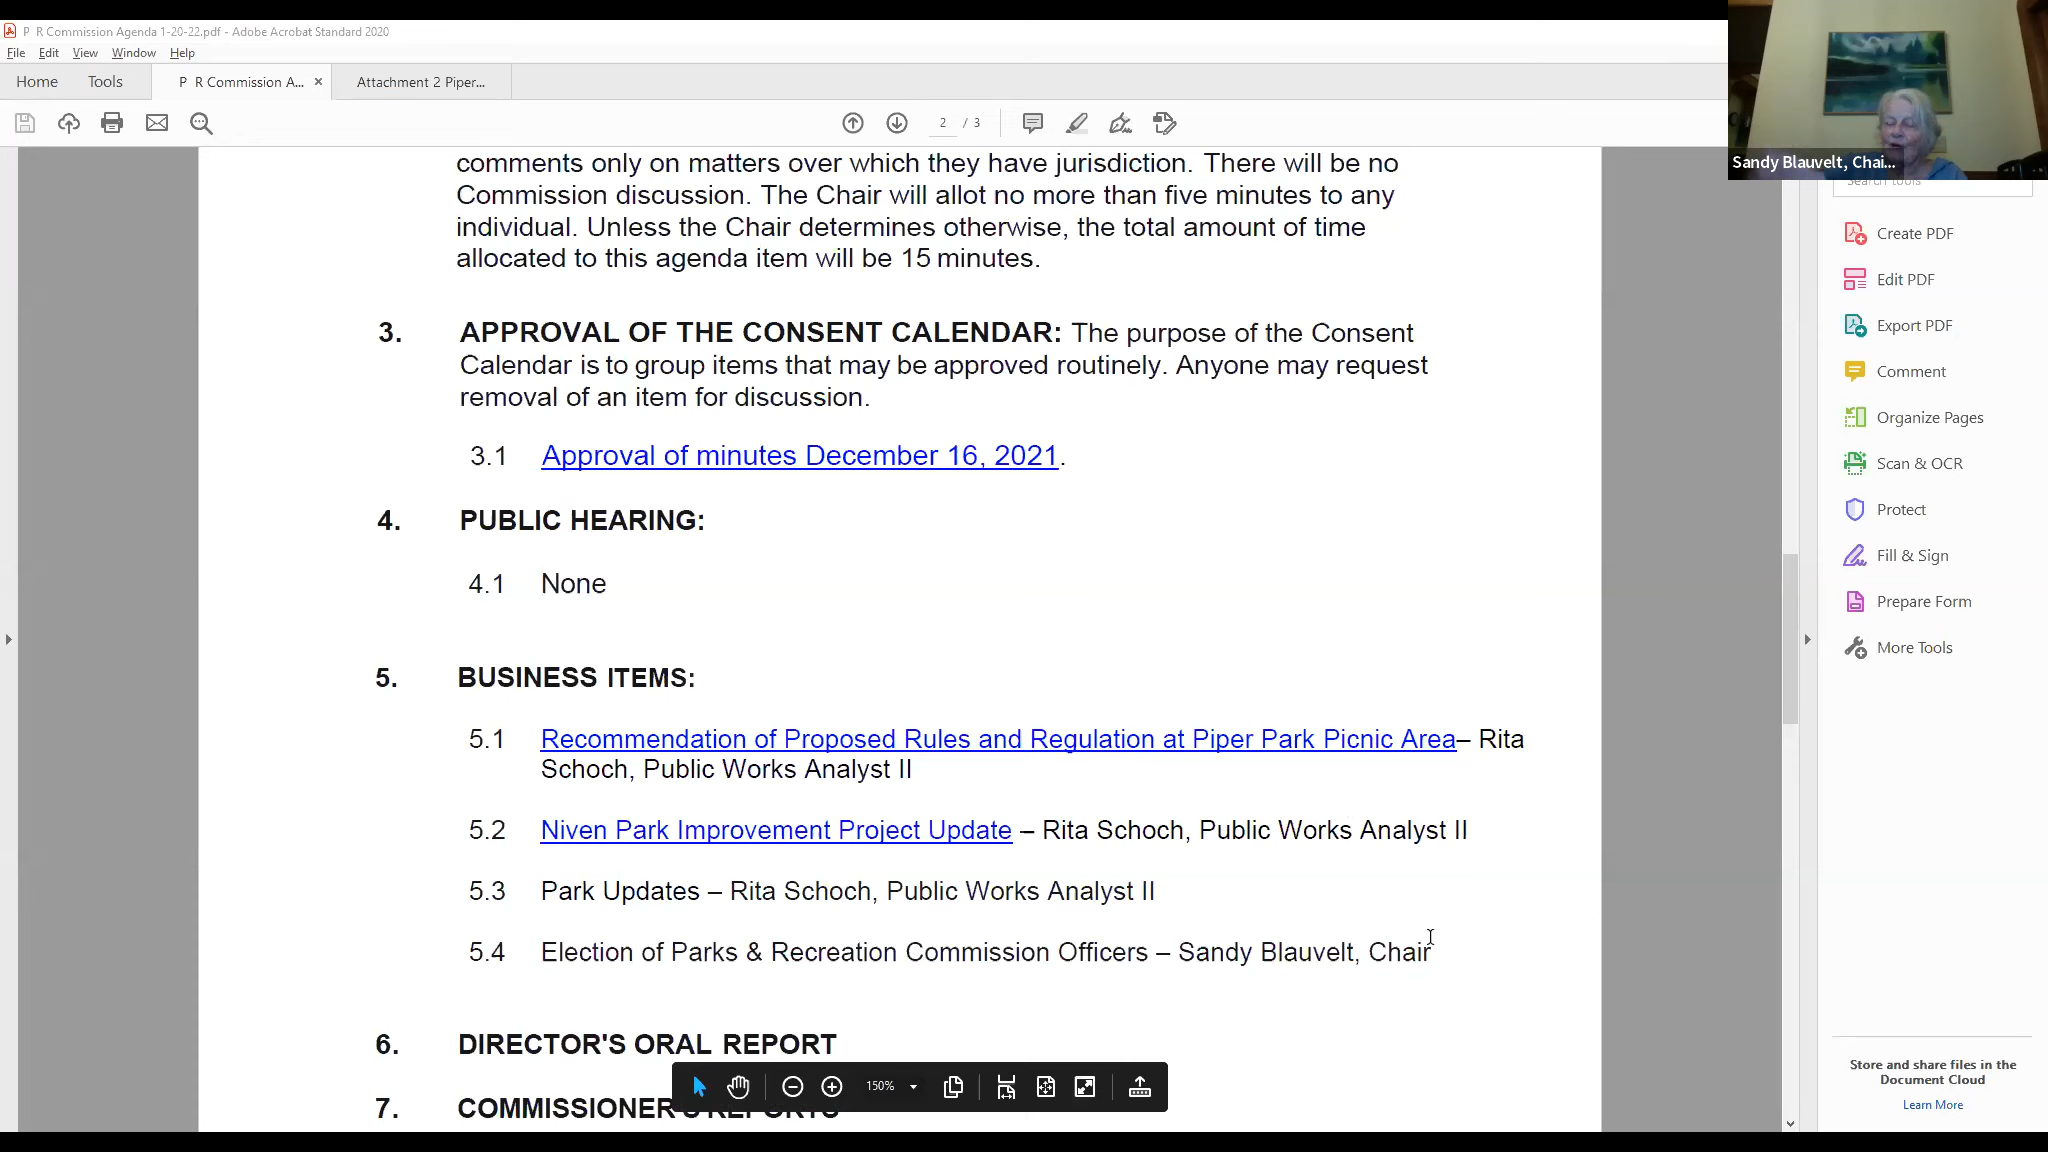 P  R Commission Agenda 1-20-22.pdf - Adobe Acrobat Standard 2020
File Edit View Window Help
Home Tools P  R Commission A... × Attachment 2 Piper...
2 / 3
Sandy Blauvelt, Chai...
Search tools
comments only on matters over which they have jurisdiction. There will be no
Commission discussion. The Chair will allot no more than five minutes to any
individual. Unless the Chair determines otherwise, the total amount of time
allocated to this agenda item will be 15 minutes.
3. APPROVAL OF THE CONSENT CALENDAR: The purpose of the Consent
Calendar is to group items that may be approved routinely. Anyone may request
removal of an item for discussion.
3.1 Approval of minutes December 16, 2021.
4. PUBLIC HEARING:
4.1 None
5. BUSINESS ITEMS:
5.1 Recommendation of Proposed Rules and Regulation at Piper Park Picnic Area– Rita
Schoch, Public Works Analyst II
5.2 Niven Park Improvement Project Update – Rita Schoch, Public Works Analyst II
5.3 Park Updates – Rita Schoch, Public Works Analyst II
5.4 Election of Parks & Recreation Commission Officers – Sandy Blauvelt, Chair
6. DIRECTOR'S ORAL REPORT
7. COMMISSIONER'S REPORTS
150%
Create PDF
Edit PDF
Export PDF
Comment
Organize Pages
Scan & OCR
Protect
Fill & Sign
Prepare Form
More Tools
Store and share files in the
Document Cloud
Learn More